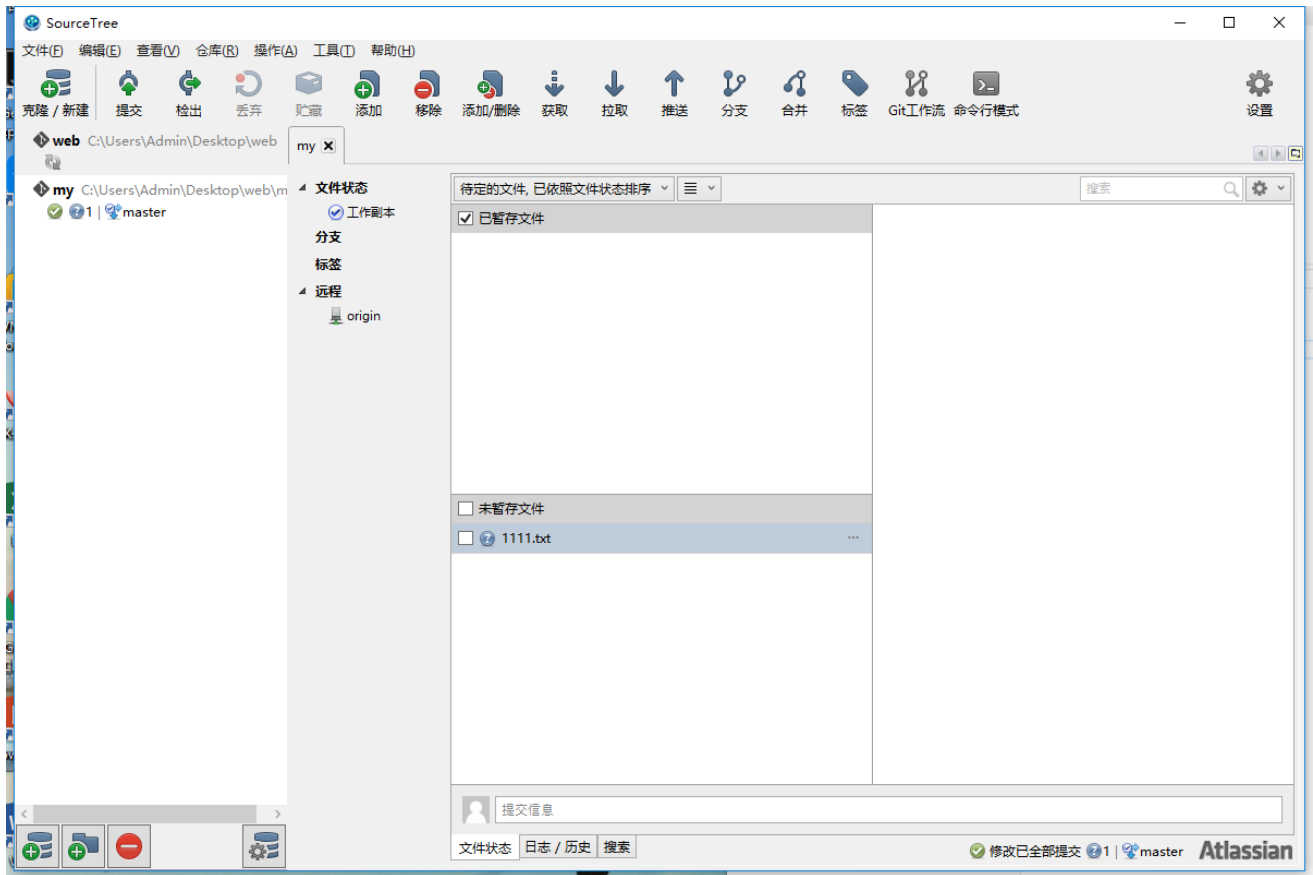 SourceTree
文件(F) 编辑(E) 查看(V) 仓库(R) 操作(A) 工具(T) 帮助(H)
克隆 / 新建 提交 检出 丢弃 贮藏 添加 移除 添加/删除 获取 拉取 推送 分支 合并 标签 Git工作流 命令行模式 设置
web C:\Users\Admin\Desktop\web
my
my C:\Users\Admin\Desktop\web\m
1 | master
文件状态
工作副本
分支
标签
远程
origin
待定的文件, 已依照文件状态排序
搜索
已暂存文件
未暂存文件
1111.txt
提交信息
文件状态 日志 / 历史 搜索
修改已全部提交 1 | master Atlassian